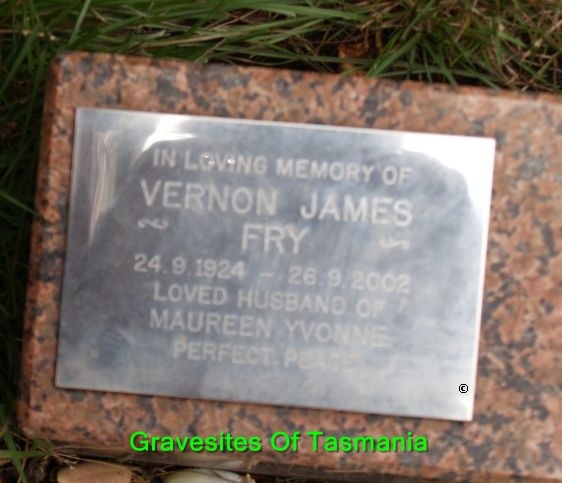 IN LOVING MEMORY OF
VERNON JAMES
FRY
24.9.1924 - 26.9.2002
LOVED HUSBAND OF
MAUREEN YVONNE
PERFECT PEACE
©
Gravesites Of Tasmania